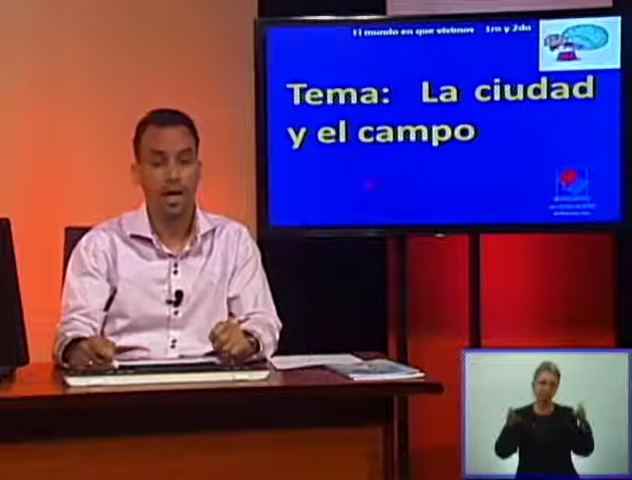 El mundo en que vivimos 1ro y 2do
Tema: La ciudad
y el campo